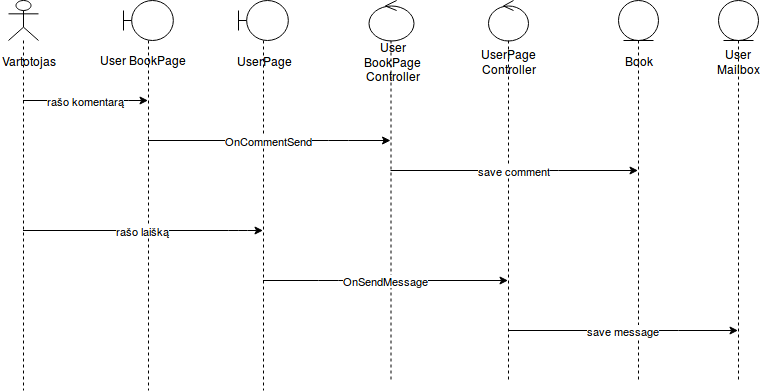 Vartotojas
User BookPage
UserPage
User
BookPage
Controller
UserPage
Controller
Book
User
Mailbox
rašo komentarą
OnCommentSend
save comment
rašo laišką
OnSendMessage
save message